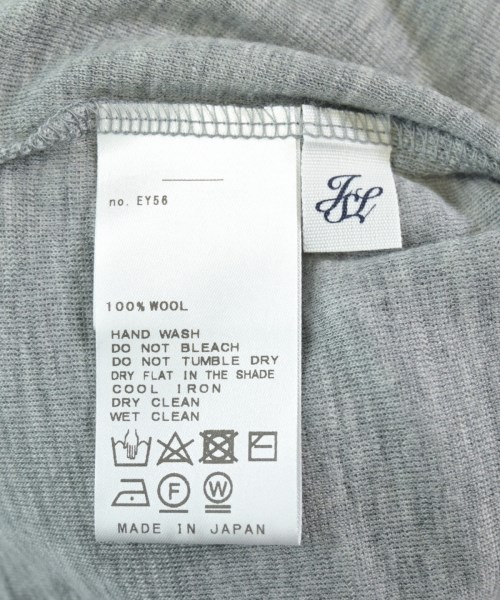 no. EY56
JSL
100% WOOL
HAND WASH
DO NOT BLEACH
DO NOT TUMBLE DRY
DRY FLAT IN THE SHADE
COOL IRON
DRY CLEAN
WET CLEAN
F W
MADE IN JAPAN